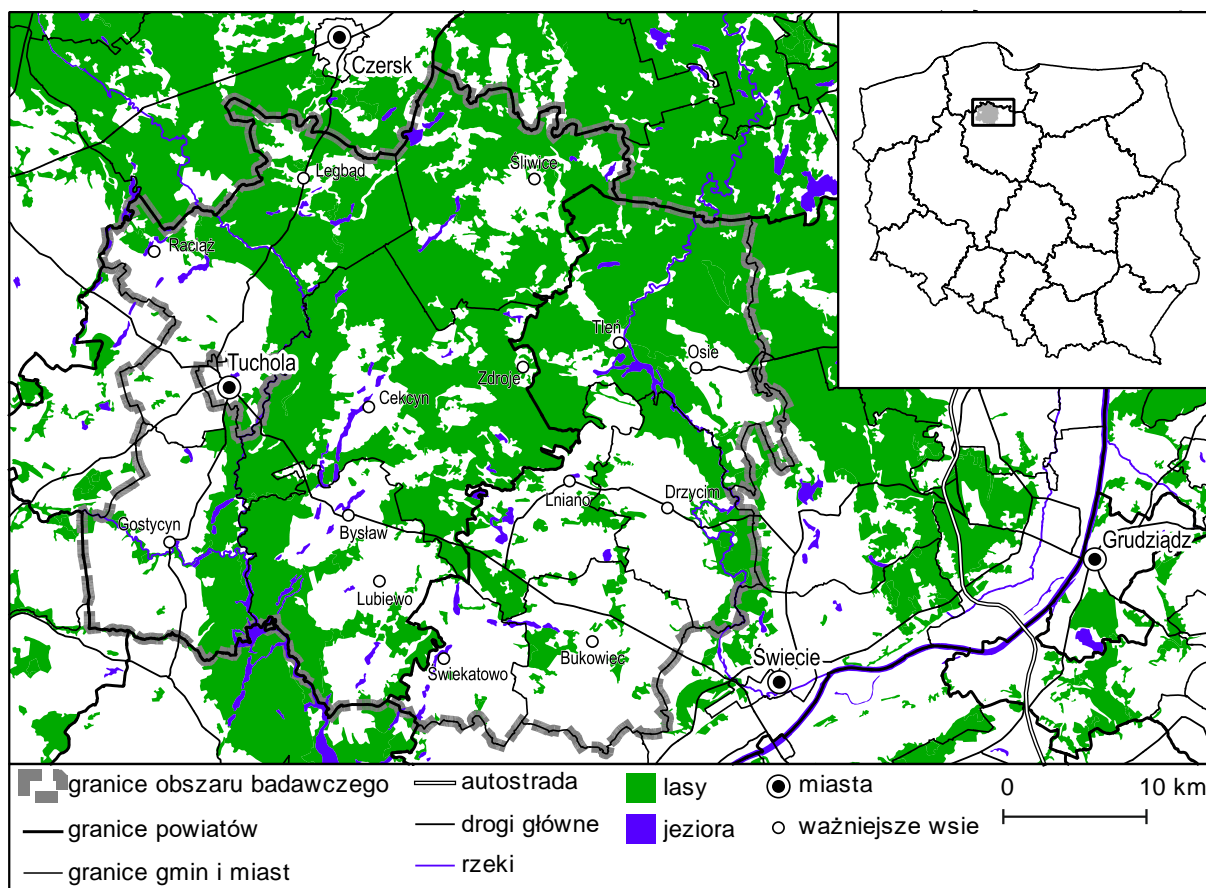 Czersk
Legbąd
Śliwice
Raciąż
Tleń
Osie
Tuchola
Zdroje
Cekcyn
Lniano
Drzycim
Bysław
Gostycyn
Grudziądz
Lubiewo
Bukowiec
Świecie
Świekatowo
granice obszaru badawczego
autostrada
lasy
miasta
0 10 km
granice powiatów
drogi główne
jeziora
ważniejsze wsie
granice gmin i miast
rzeki